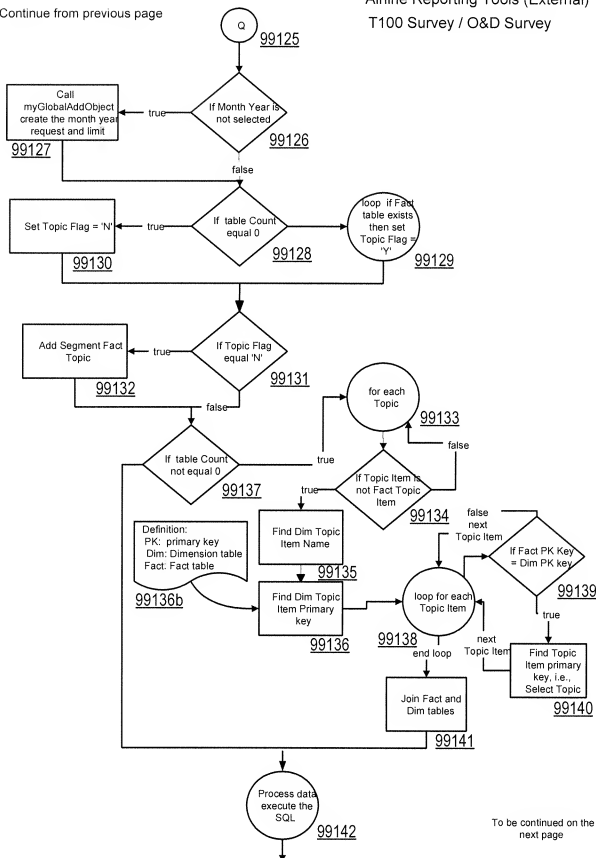 Continue from previous page
Airline Reporting Tools (External)
T100 Survey / O&D Survey
Q
99125
If Month Year is
not selected
99126
true
Call
myGlobalAddObject
create the month year
request and limit
99127
false
If table Count
equal 0
99128
true
Set Topic Flag = 'N'
99130
loop if Fact
table exists
then set
Topic Flag =
'Y'
99129
If Topic Flag
equal 'N'
99131
true
Add Segment Fact
Topic
99132
false
If table Count
not equal 0
99137
true
for each
Topic
99133
false
If Topic Item is
not Fact Topic
Item
99134
true
Find Dim Topic
Item Name
99135
Definition:
PK: primary key
Dim: Dimension table
Fact: Fact table
99136b
Find Dim Topic
Item Primary
key
99136
loop for each
Topic Item
99138
false
next
Topic Item
If Fact PK Key
= Dim PK key
99139
true
Find Topic
Item primary
key, i.e.,
Select Topic
99140
next
Topic Item
end loop
Join Fact and
Dim tables
99141
Process data
execute the
SQL
99142
To be continued on the
next page